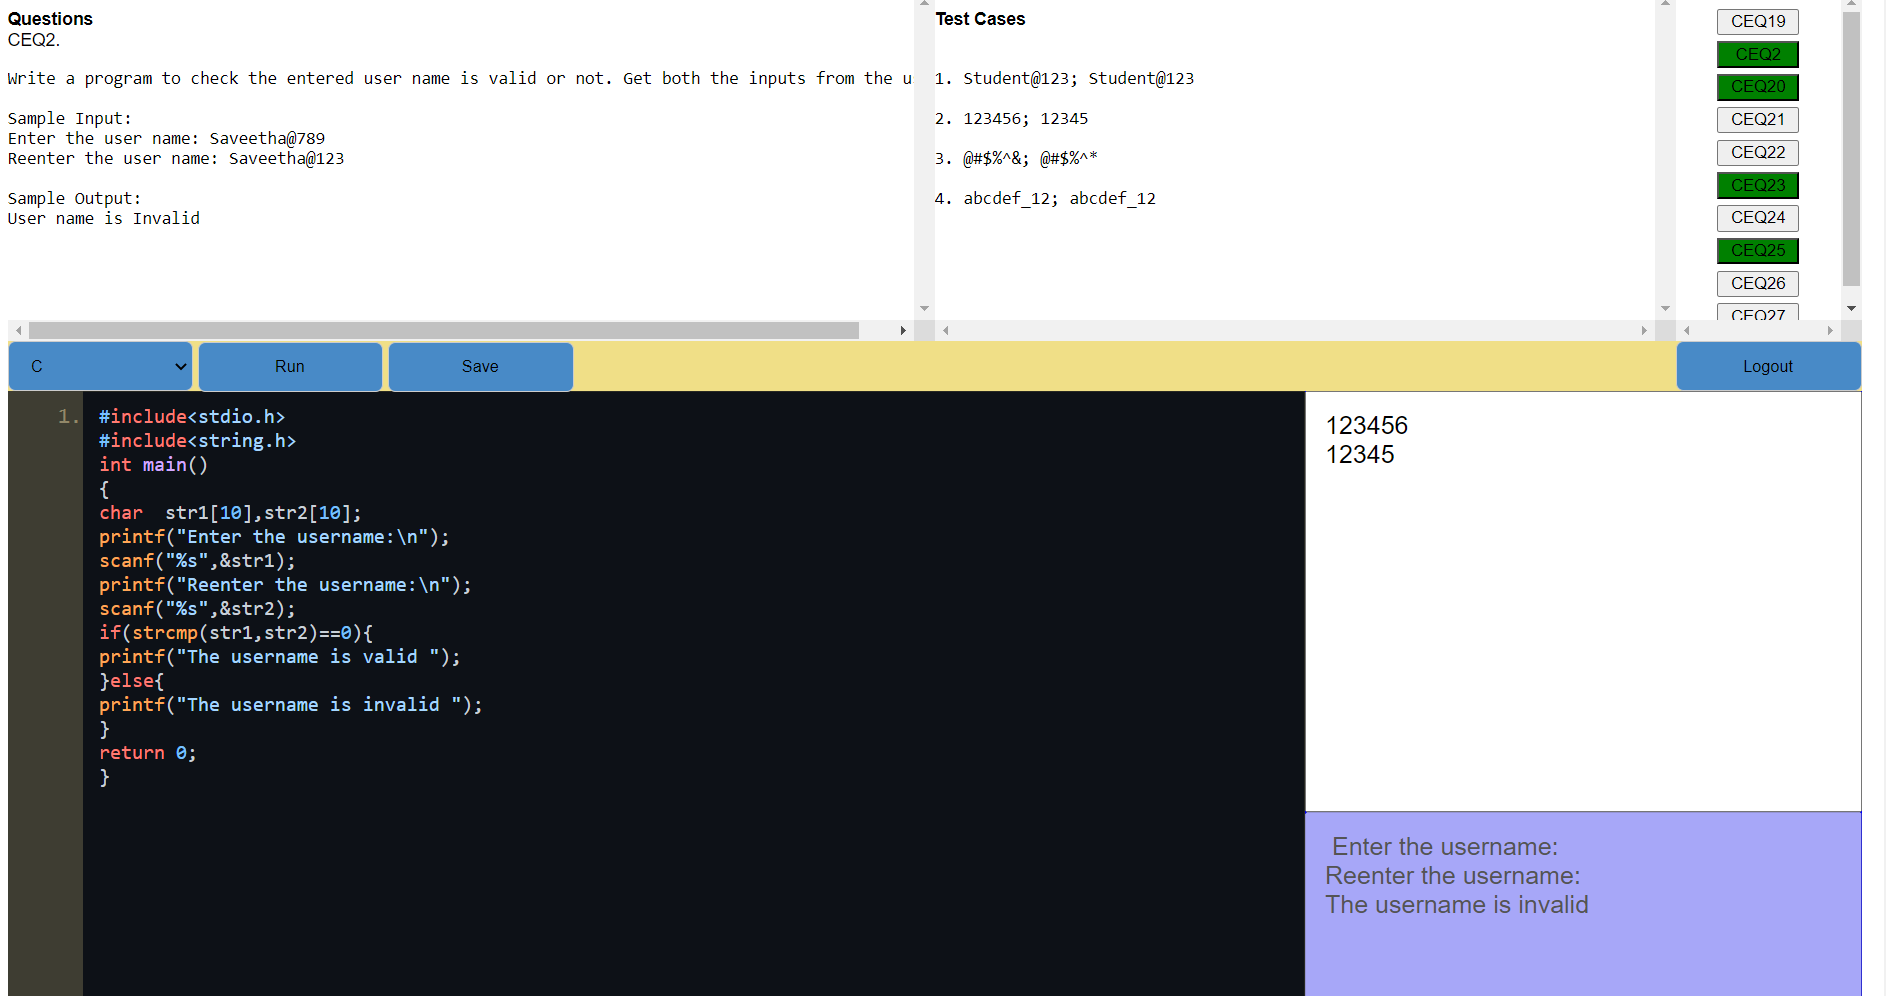 Questions
CEQ2.
Write a program to check the entered user name is valid or not. Get both the inputs from the u
Sample Input:
Enter the user name: Saveetha@789
Reenter the user name: Saveetha@123
Sample Output:
User name is Invalid
Test Cases
1. Student@123; Student@123
2. 123456; 12345
3. @#$%^&; @#$%^*
4. abcdef_12; abcdef_12
CEQ19
CEQ2
CEQ20
CEQ21
CEQ22
CEQ23
CEQ24
CEQ25
CEQ26
CEQ27
C
Run
Save
Logout
1. #include<stdio.h>
#include<string.h>
int main()
{
char  str1[10],str2[10];
printf("Enter the username:\n");
scanf("%s",&str1);
printf("Reenter the username:\n");
scanf("%s",&str2);
if(strcmp(str1,str2)==0){
printf("The username is valid ");
}else{
printf("The username is invalid ");
}
return 0;
}
123456
12345
Enter the username:
Reenter the username:
The username is invalid